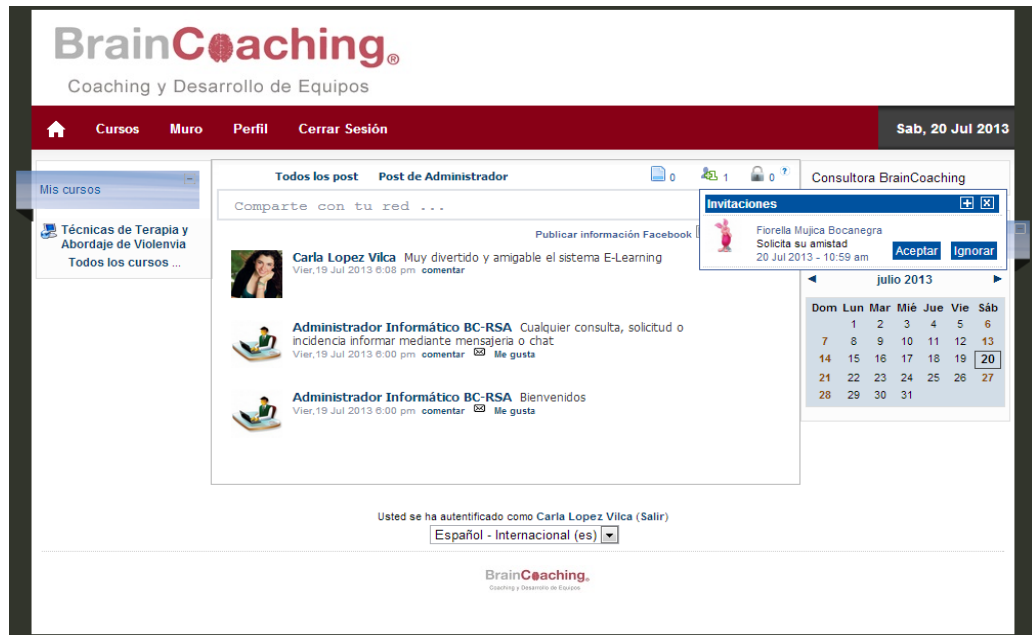 BrainCoaching®
Coaching y Desarrollo de Equipos
Cursos Muro Perfil Cerrar Sesión Sab, 20 Jul 2013
Mis cursos
Técnicas de Terapia y
Abordaje de Violenvia
Todos los cursos ...
Todos los post Post de Administrador 0 1 0 ?
Comparte con tu red ...
Publicar información Facebook
Carla Lopez Vilca Muy divertido y amigable el sistema E-Learning
Vier,19 Jul 2013 6:08 pm comentar
Administrador Informático BC-RSA Cualquier consulta, solicitud o
incidencia informar mediante mensajeria o chat
Vier,19 Jul 2013 6:00 pm comentar Me gusta
Administrador Informático BC-RSA Bienvenidos
Vier,19 Jul 2013 6:00 pm comentar Me gusta
Consultora BrainCoaching
Invitaciones
Fiorella Mujica Bocanegra
Solicita su amistad
20 Jul 2013 - 10:59 am Aceptar Ignorar
julio 2013
Dom Lun Mar Mié Jue Vie Sáb
1 2 3 4 5 6
7 8 9 10 11 12 13
14 15 16 17 18 19 20
21 22 23 24 25 26 27
28 29 30 31
Usted se ha autentificado como Carla Lopez Vilca (Salir)
Español - Internacional (es)
BrainCoaching®
Coaching y Desarrollo de Equipos